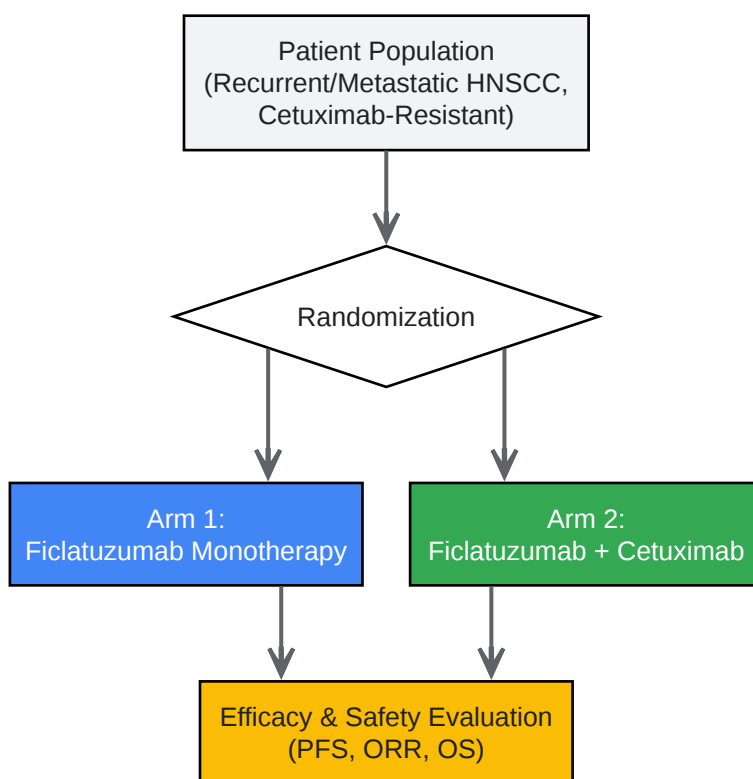 Patient Population
(Recurrent/Metastatic HNSCC,
Cetuximab-Resistant)
Randomization
Arm 1:
Ficlatuzumab Monotherapy
Arm 2:
Ficlatuzumab + Cetuximab
Efficacy & Safety Evaluation
(PFS, ORR, OS)